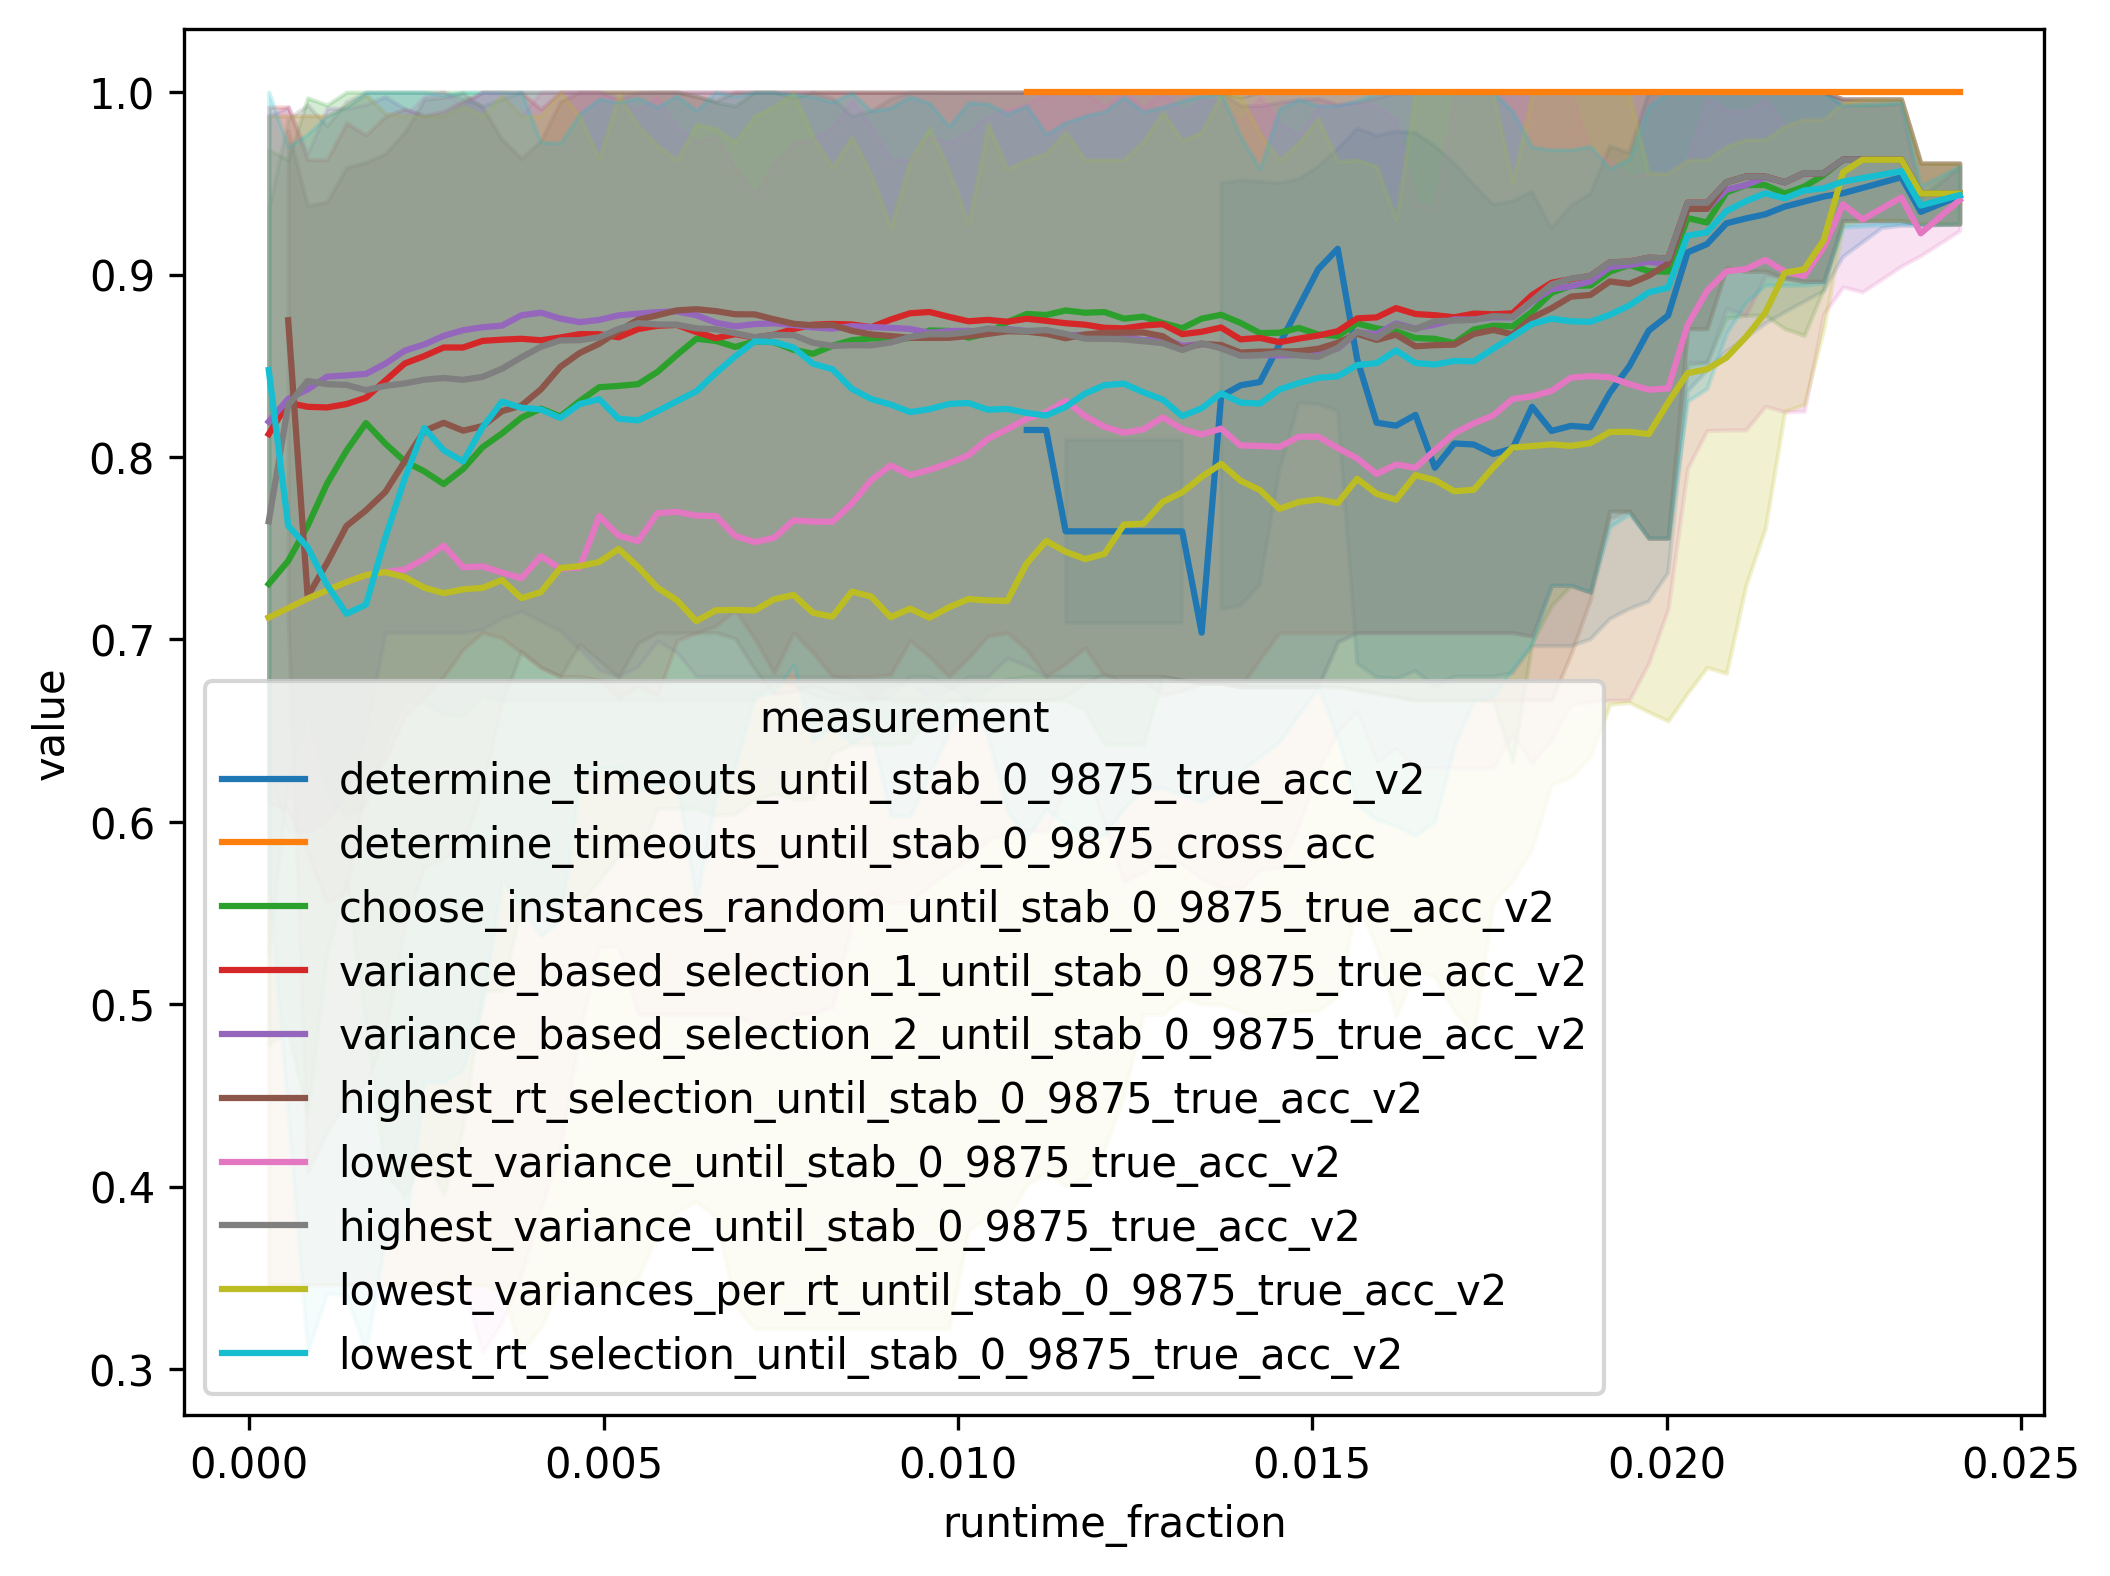 1.0
0.9
0.8
0.7
0.6
0.5
0.4
0.3
value
measurement
determine_timeouts_until_stab_0_9875_true_acc_v2
determine_timeouts_until_stab_0_9875_cross_acc
choose_instances_random_until_stab_0_9875_true_acc_v2
variance_based_selection_1_until_stab_0_9875_true_acc_v2
variance_based_selection_2_until_stab_0_9875_true_acc_v2
highest_rt_selection_until_stab_0_9875_true_acc_v2
lowest_variance_until_stab_0_9875_true_acc_v2
highest_variance_until_stab_0_9875_true_acc_v2
lowest_variances_per_rt_until_stab_0_9875_true_acc_v2
lowest_rt_selection_until_stab_0_9875_true_acc_v2
0.000 0.005 0.010 0.015 0.020 0.025
runtime_fraction